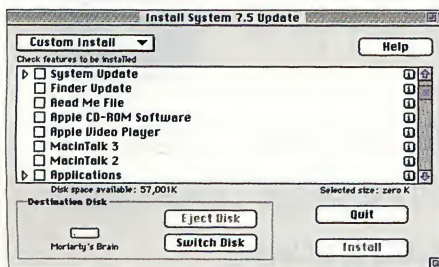 Install System 7.5 Update
Custom Install
Help
Check features to be installed
System Update
Finder Update
Read Me File
Apple CD-ROM Software
Apple Video Player
MacinTalk 3
MacinTalk 2
Applications
Disk space available: 57,001K
Selected size: zero K
Destination Disk
Eject Disk
Quit
Moriarty's Brain
Switch Disk
Install